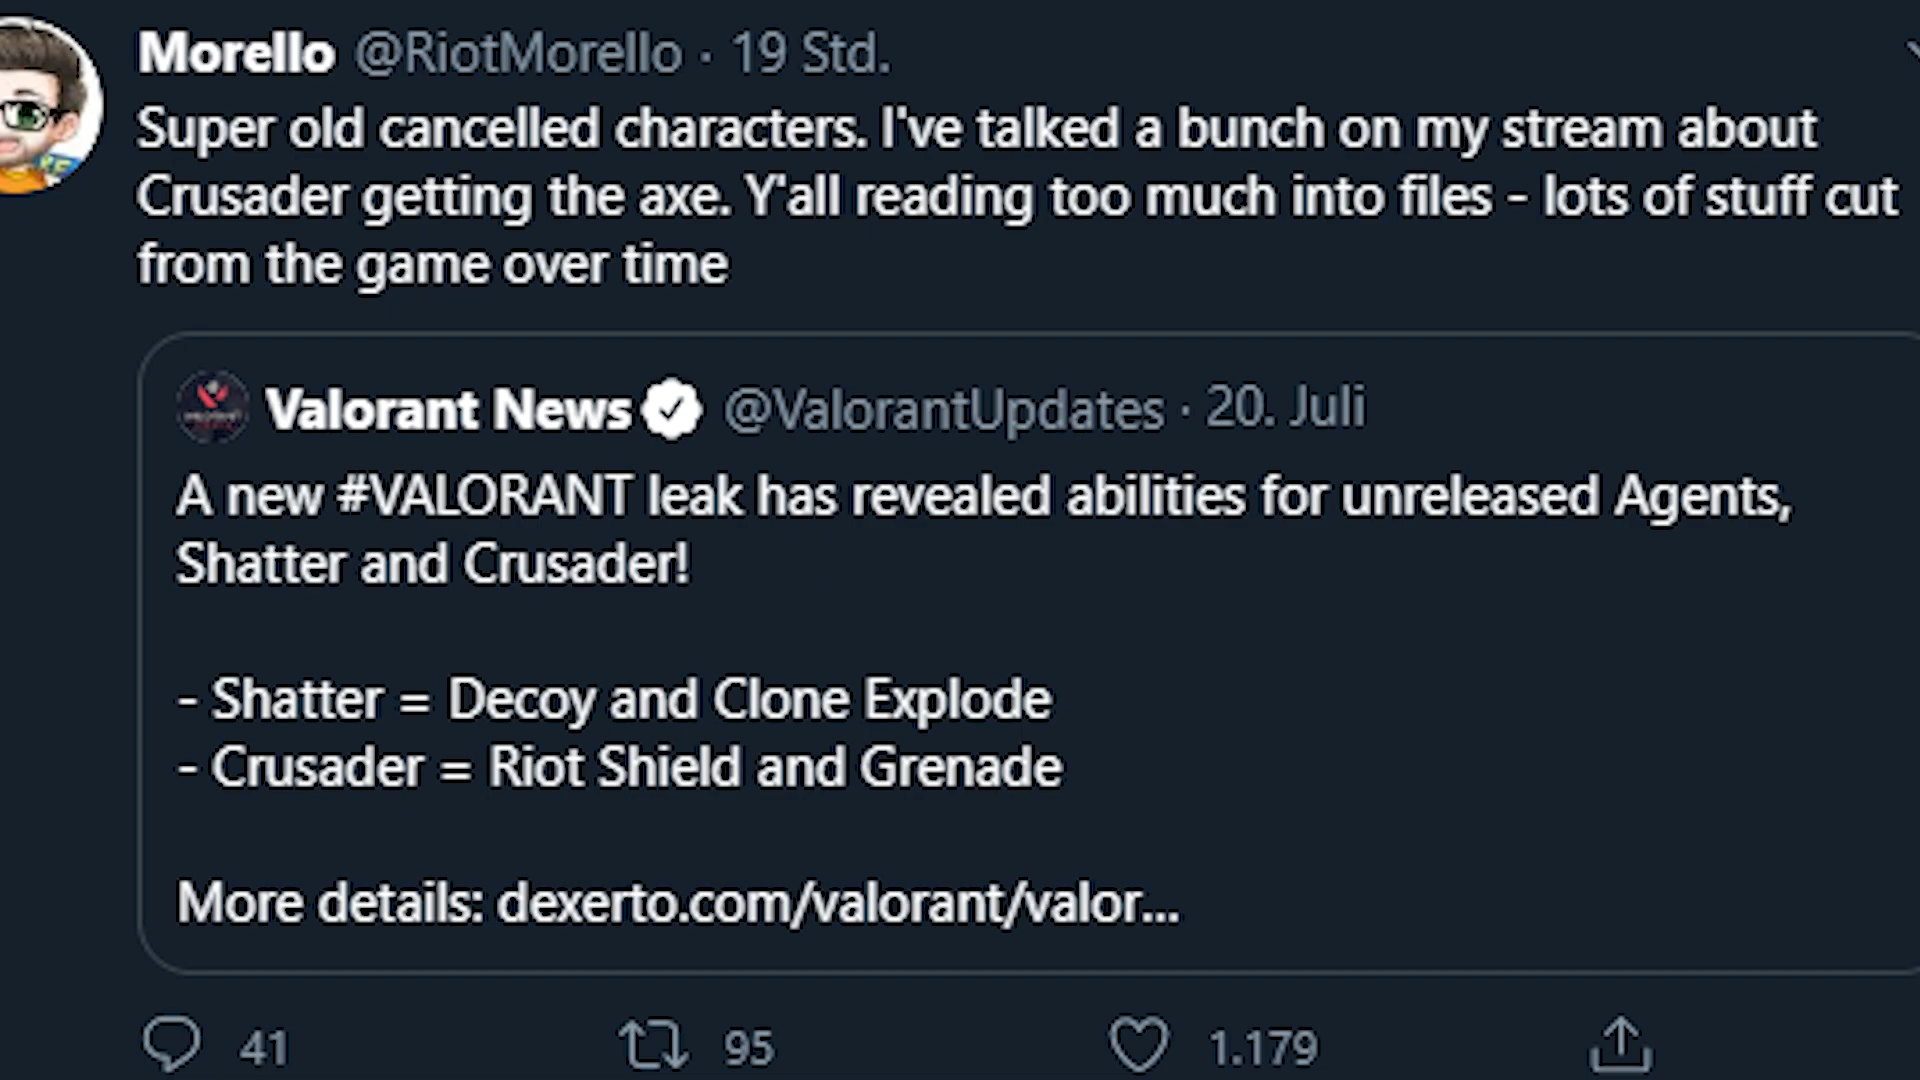 Morello @RiotMorello · 19 Std.
Super old cancelled characters. I've talked a bunch on my stream about
Crusader getting the axe. Y'all reading too much into files - lots of stuff cut
from the game over time
Valorant News @ValorantUpdates · 20. Juli
A new #VALORANT leak has revealed abilities for unreleased Agents,
Shatter and Crusader!
- Shatter = Decoy and Clone Explode
- Crusader = Riot Shield and Grenade
More details: dexerto.com/valorant/valor...
41 95 1.179